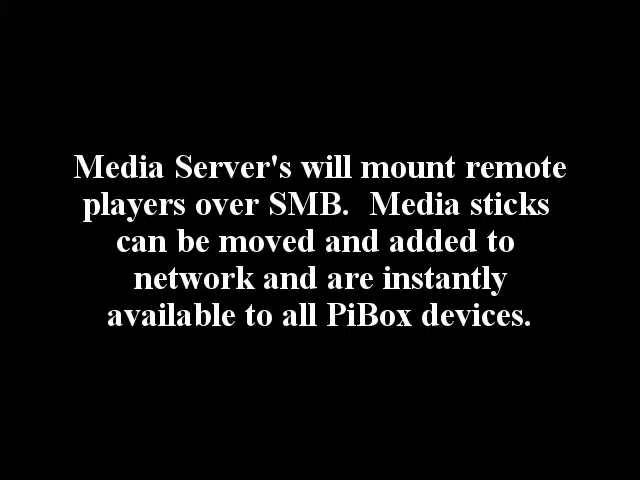 Media Server's will mount remote
players over SMB.  Media sticks
can be moved and added to
network and are instantly
available to all PiBox devices.